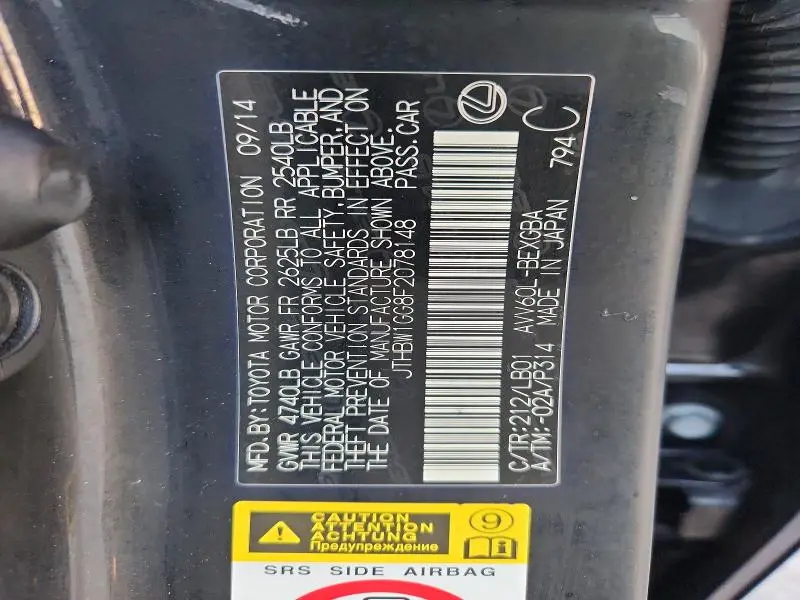 MFD.BY:TOYOTA MOTOR CORPORATION 09/14
GVWR 4740LB GAWR FR 2625LB RR 2540LB
THIS VEHICLE CONFORMS TO ALL APPLICABLE
FEDERAL MOTOR VEHICLE SAFETY,BUMPER,AND
THEFT PREVENTION STANDARDS IN EFFECT ON
THE DATE OF MANUFACTURE SHOWN ABOVE.
JTHBW1GG8F2078148 PASS.CAR
C/TR:212/LB01 AVV60L-BEXGBA
A/TM:-02A/P314 MADE IN JAPAN 794 C
CAUTION
ATTENTION
ACHTUNG
Предупреждение
9
i
SRS SIDE AIRBAG